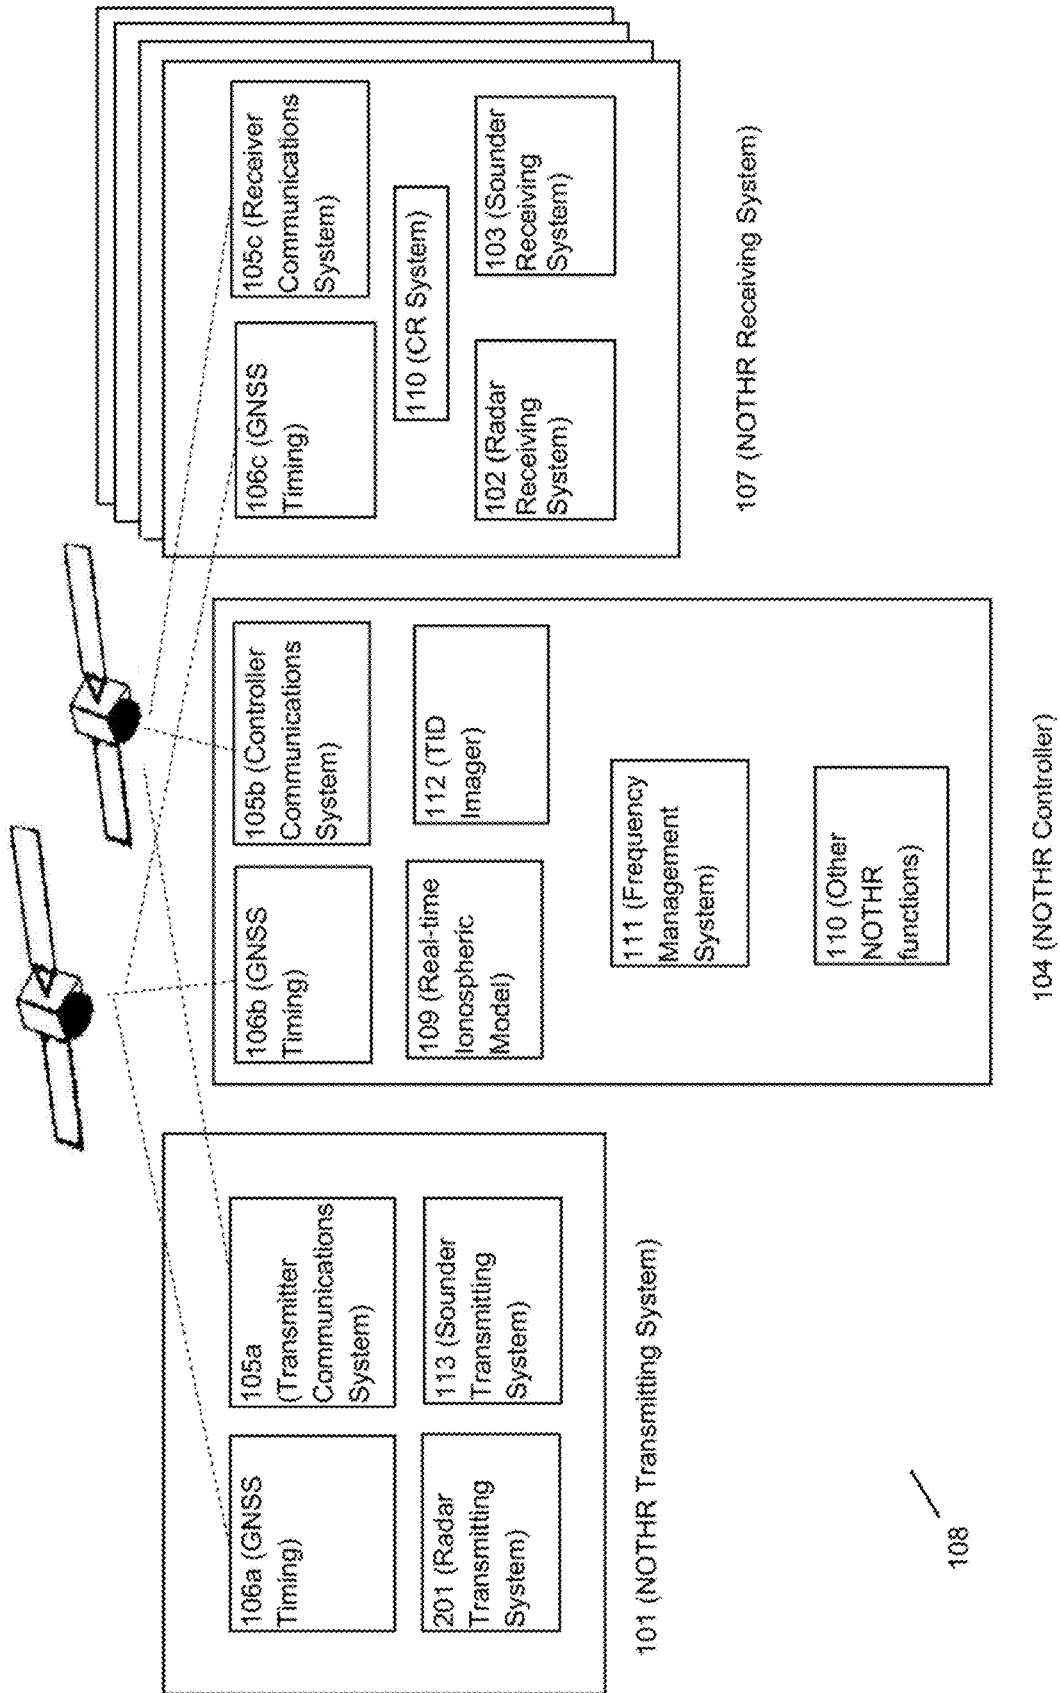 106a (GNSS
Timing)
105a
(Transmitter
Communications
System)
201 (Radar
Transmitting
System)
113 (Sounder
Transmitting
System)
101 (NOTHR Transmitting System)
106b (GNSS
Timing)
105b (Controller
Communications
System)
109 (Real-time
Ionospheric
Model)
112 (TID
Imager)
111 (Frequency
Management
System)
110 (Other
NOTHR
functions)
104 (NOTHR Controller)
106c (GNSS
Timing)
105c (Receiver
Communications
System)
110 (CR System)
102 (Radar
Receiving
System)
103 (Sounder
Receiving
System)
107 (NOTHR Receiving System)
108